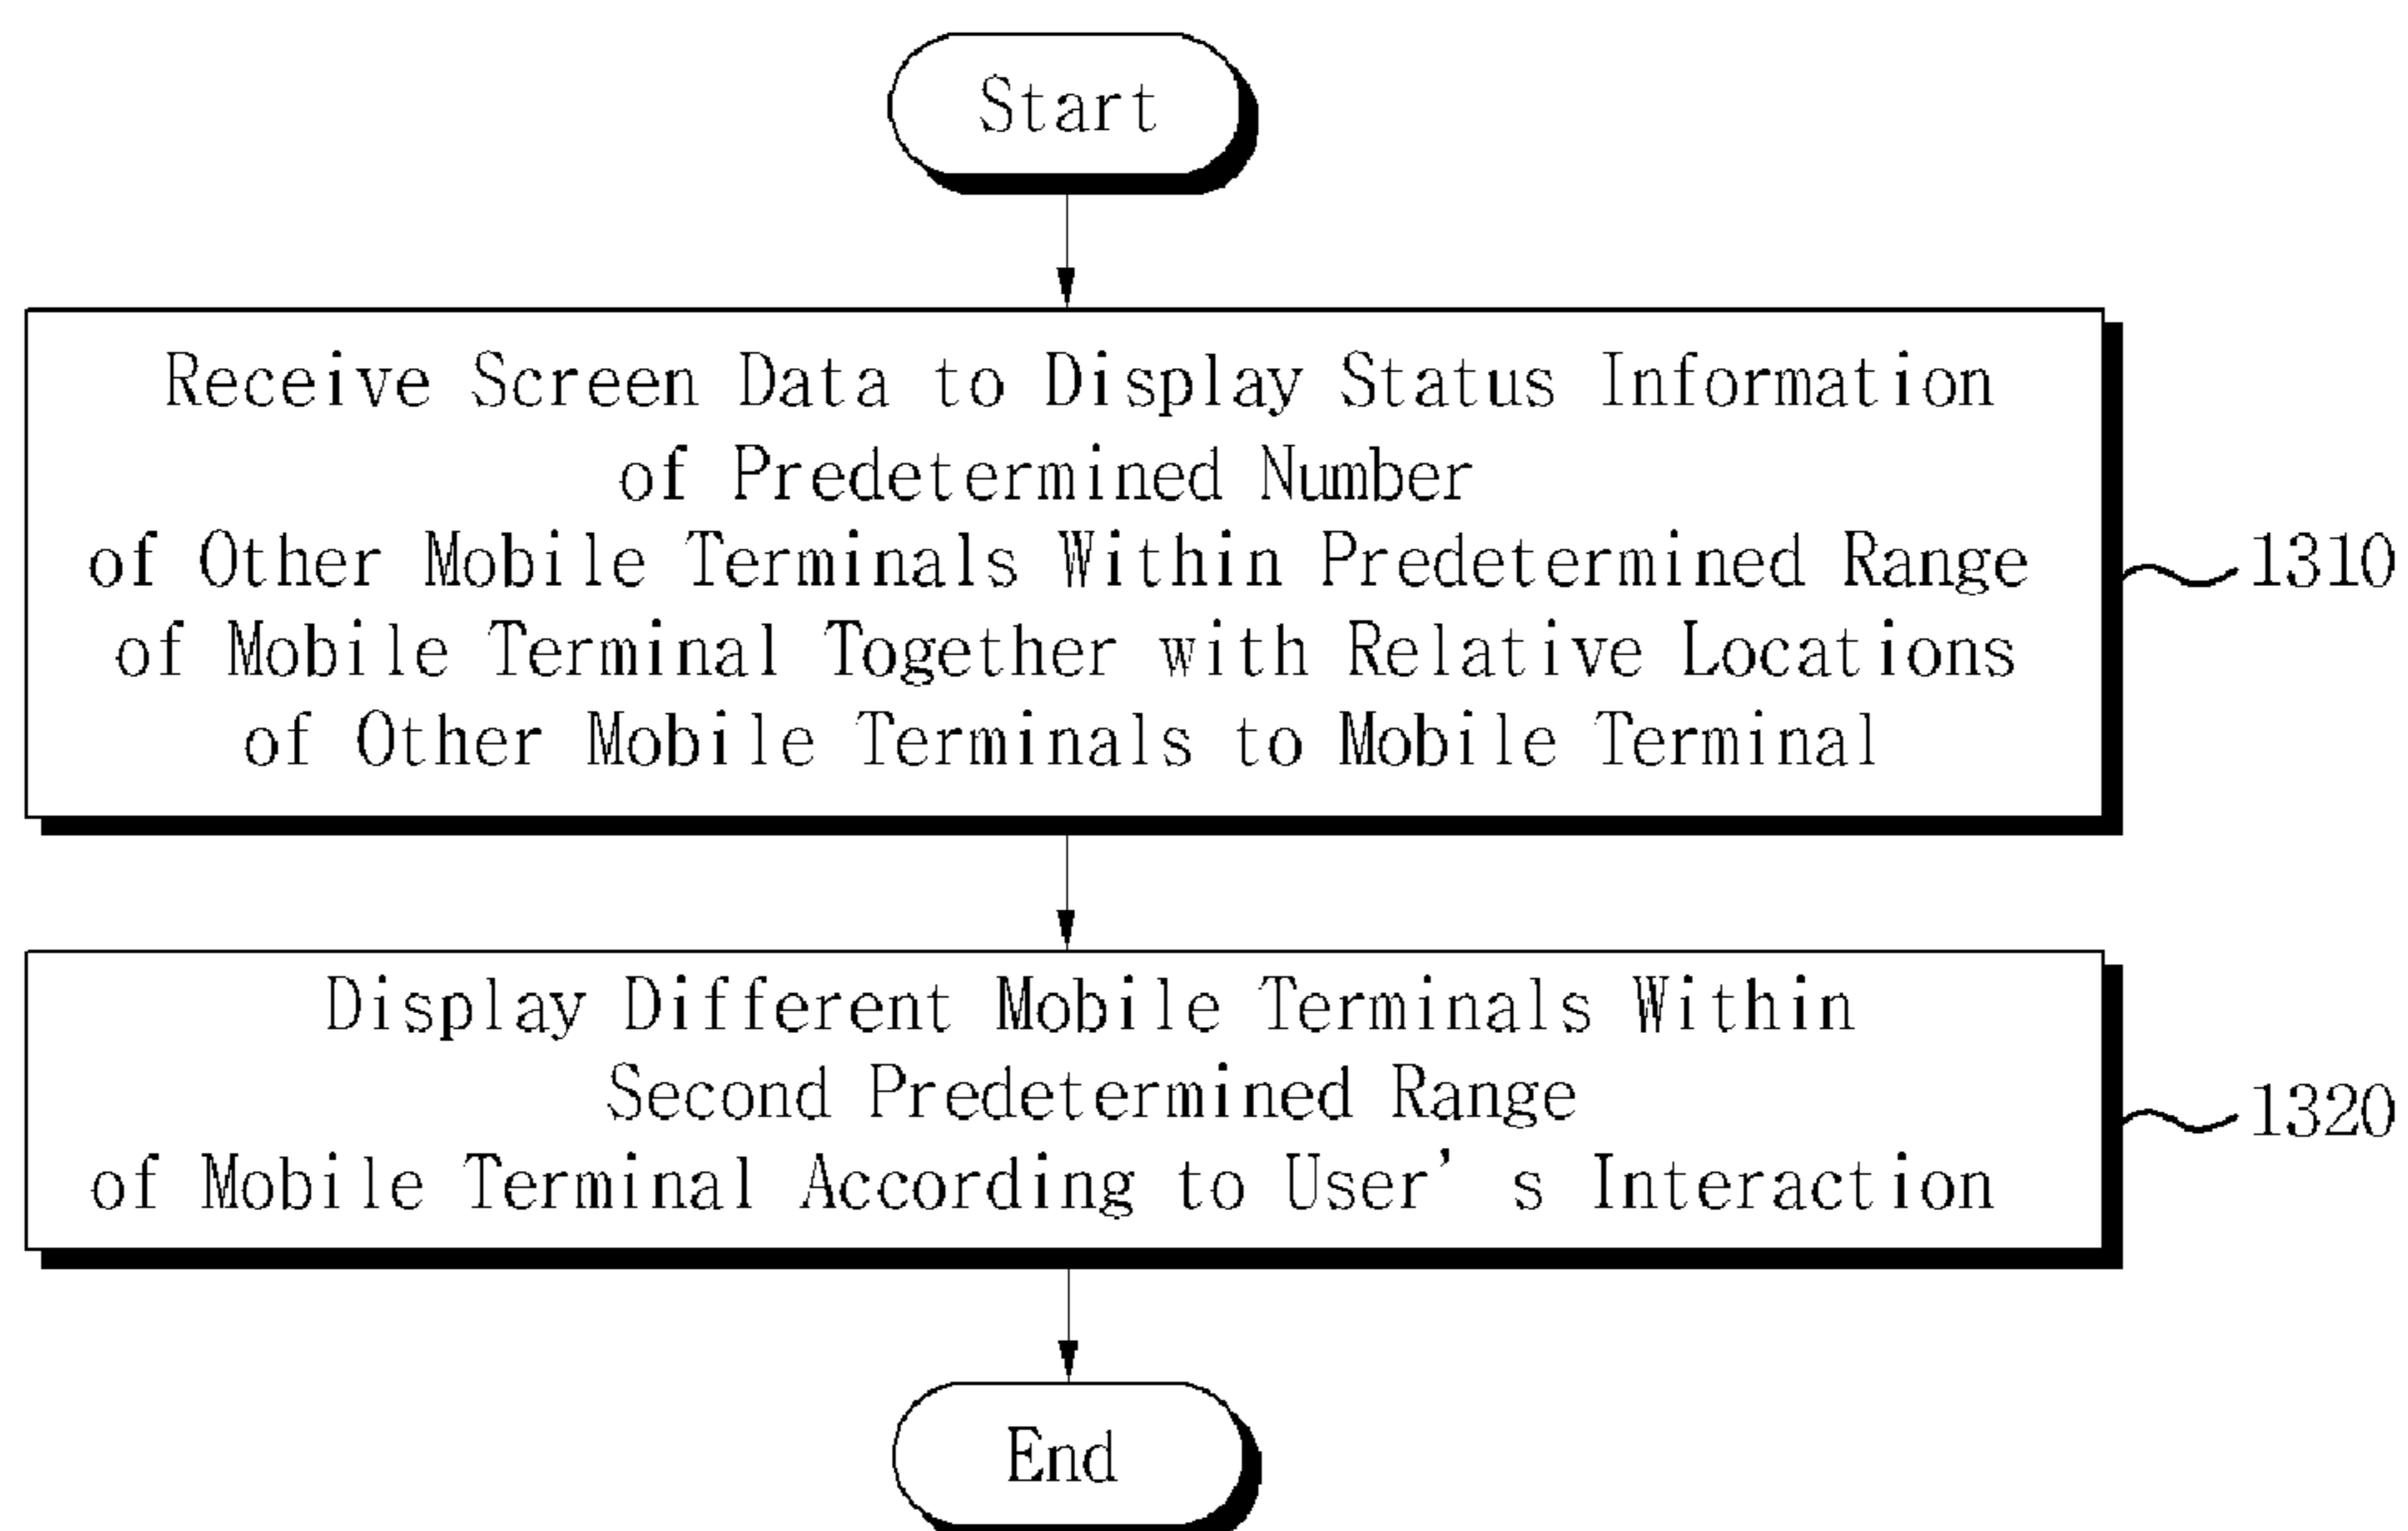 Start
Receive Screen Data to Display Status Information
of Predetermined Number
of Other Mobile Terminals Within Predetermined Range
of Mobile Terminal Together with Relative Locations
of Other Mobile Terminals to Mobile Terminal
1310
Display Different Mobile Terminals Within
Second Predetermined Range
of Mobile Terminal According to User's Interaction
1320
End